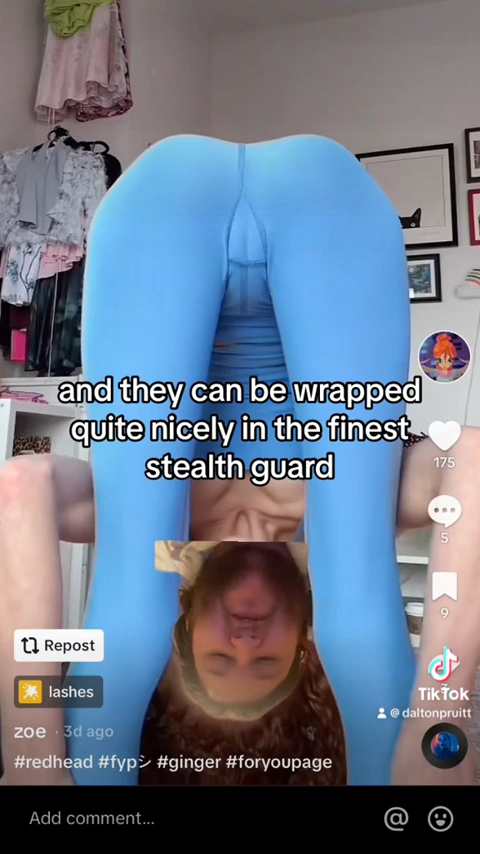 and they can be wrapped
quite nicely in the finest
stealth guard
175
5
9
Repost
lashes
TikTok
@daltonpruitt
zoe · 3d ago
#redhead #fypシ #ginger #foryoupage
Add comment...